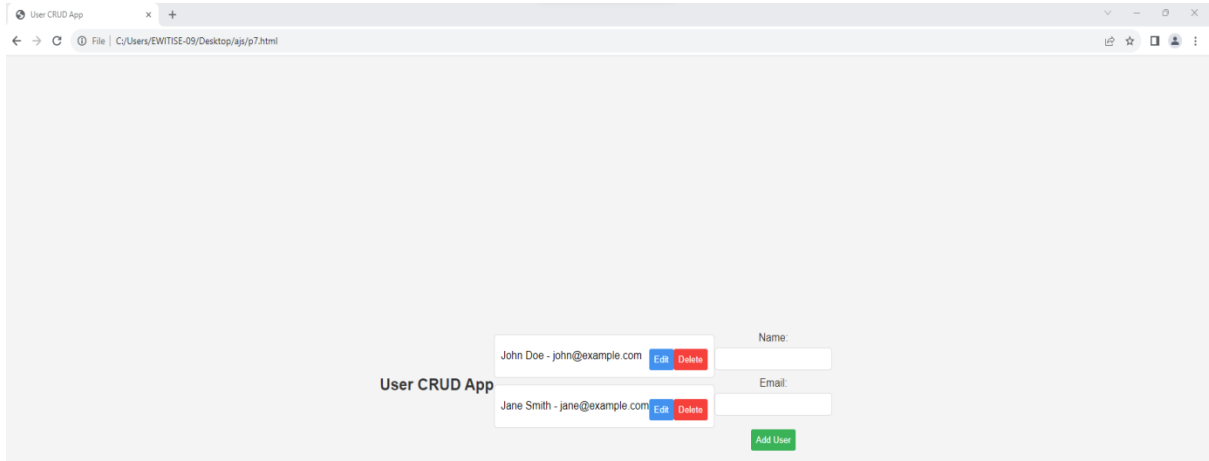 User CRUD App
File | C:/Users/EWITISE-09/Desktop/ajs/p7.html
User CRUD App
John Doe - john@example.com Edit Delete
Jane Smith - jane@example.com Edit Delete
Name:
Email:
Add User